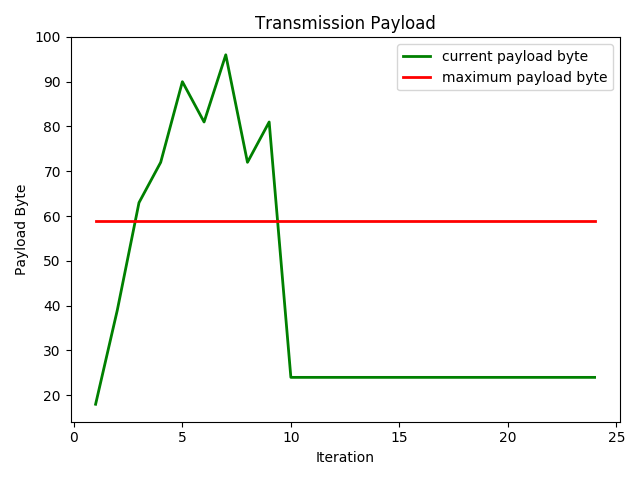 Transmission Payload
current payload byte
maximum payload byte
Payload Byte
100
90
80
70
60
50
40
30
20
0 5 10 15 20 25
Iteration